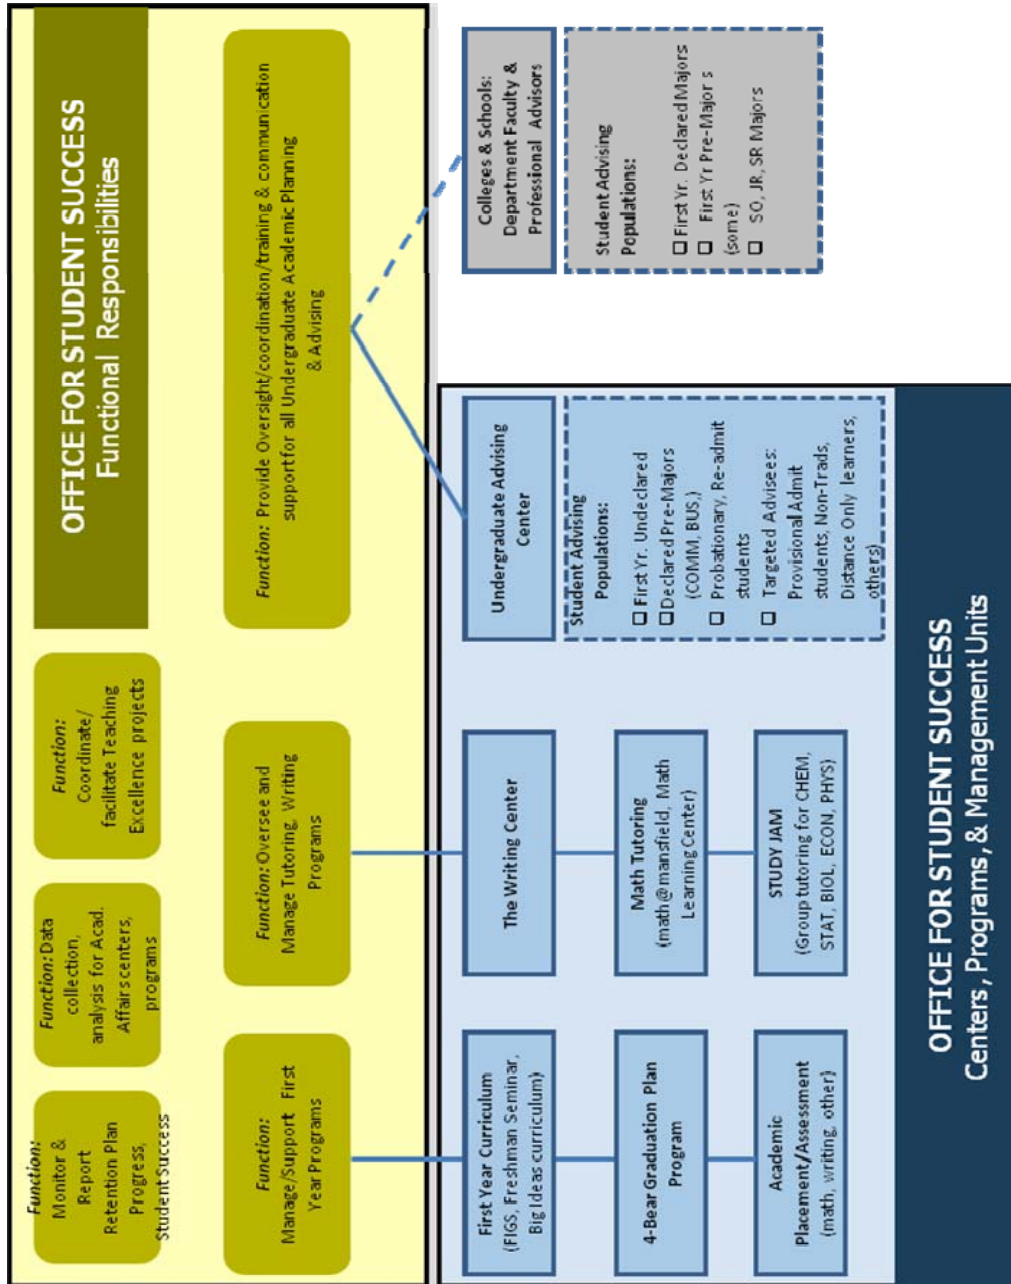 OFFICE FOR STUDENT SUCCESS
Functional Responsibilities
Function:
Monitor &
Report
Retention Plan
Progress,
Student Success
Function: Data
collection,
analysis for Acad.
Affairs centers,
programs
Function:
Coordinate/
facilitate Teaching
Excellence projects
Function:
Manage/Support First
Year Programs
Function: Oversee and
Manage Tutoring, Writing
Programs
Function: Provide Oversight/coordination/training & communication
support for all Undergraduate Academic Planning
& Advising
First Year Curriculum
(FIGS, Freshman Seminar,
Big Ideas curriculum)
4-Bear Graduation Plan
Program
Academic
Placement/Assessment
(math, writing, other)
The Writing Center
Math Tutoring
(math@mansfield, Math
Learning Center)
STUDY JAM
(Group tutoring for CHEM,
STAT, BIOL, ECON, PHYS)
Undergraduate Advising
Center
Student Advising
Populations:
☐ First Yr. Undeclared
☐ Declared Pre-Majors
(COMM, BUS,)
☐ Probationary, Re-admit
students
☐ Targeted Advisees:
Provisional Admit
students, Non-Trads,
Distance Only learners,
others)
Colleges & Schools:
Department Faculty &
Professional Advisors
Student Advising
Populations:
☐ First Yr. Declared Majors
☐ First Yr Pre-Major s
(some)
☐ SO, JR, SR Majors
OFFICE FOR STUDENT SUCCESS
Centers, Programs, & Management Units